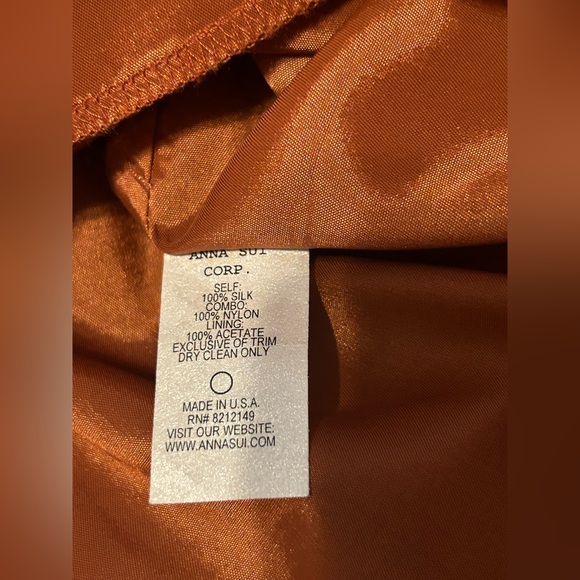 ANNA SUI
CORP.
SELF:
100% SILK
COMBO:
100% NYLON
LINING:
100% ACETATE
EXCLUSIVE OF TRIM
DRY CLEAN ONLY
MADE IN U.S.A.
RN# 8212149
VISIT OUR WEBSITE:
WWW.ANNASUI.COM